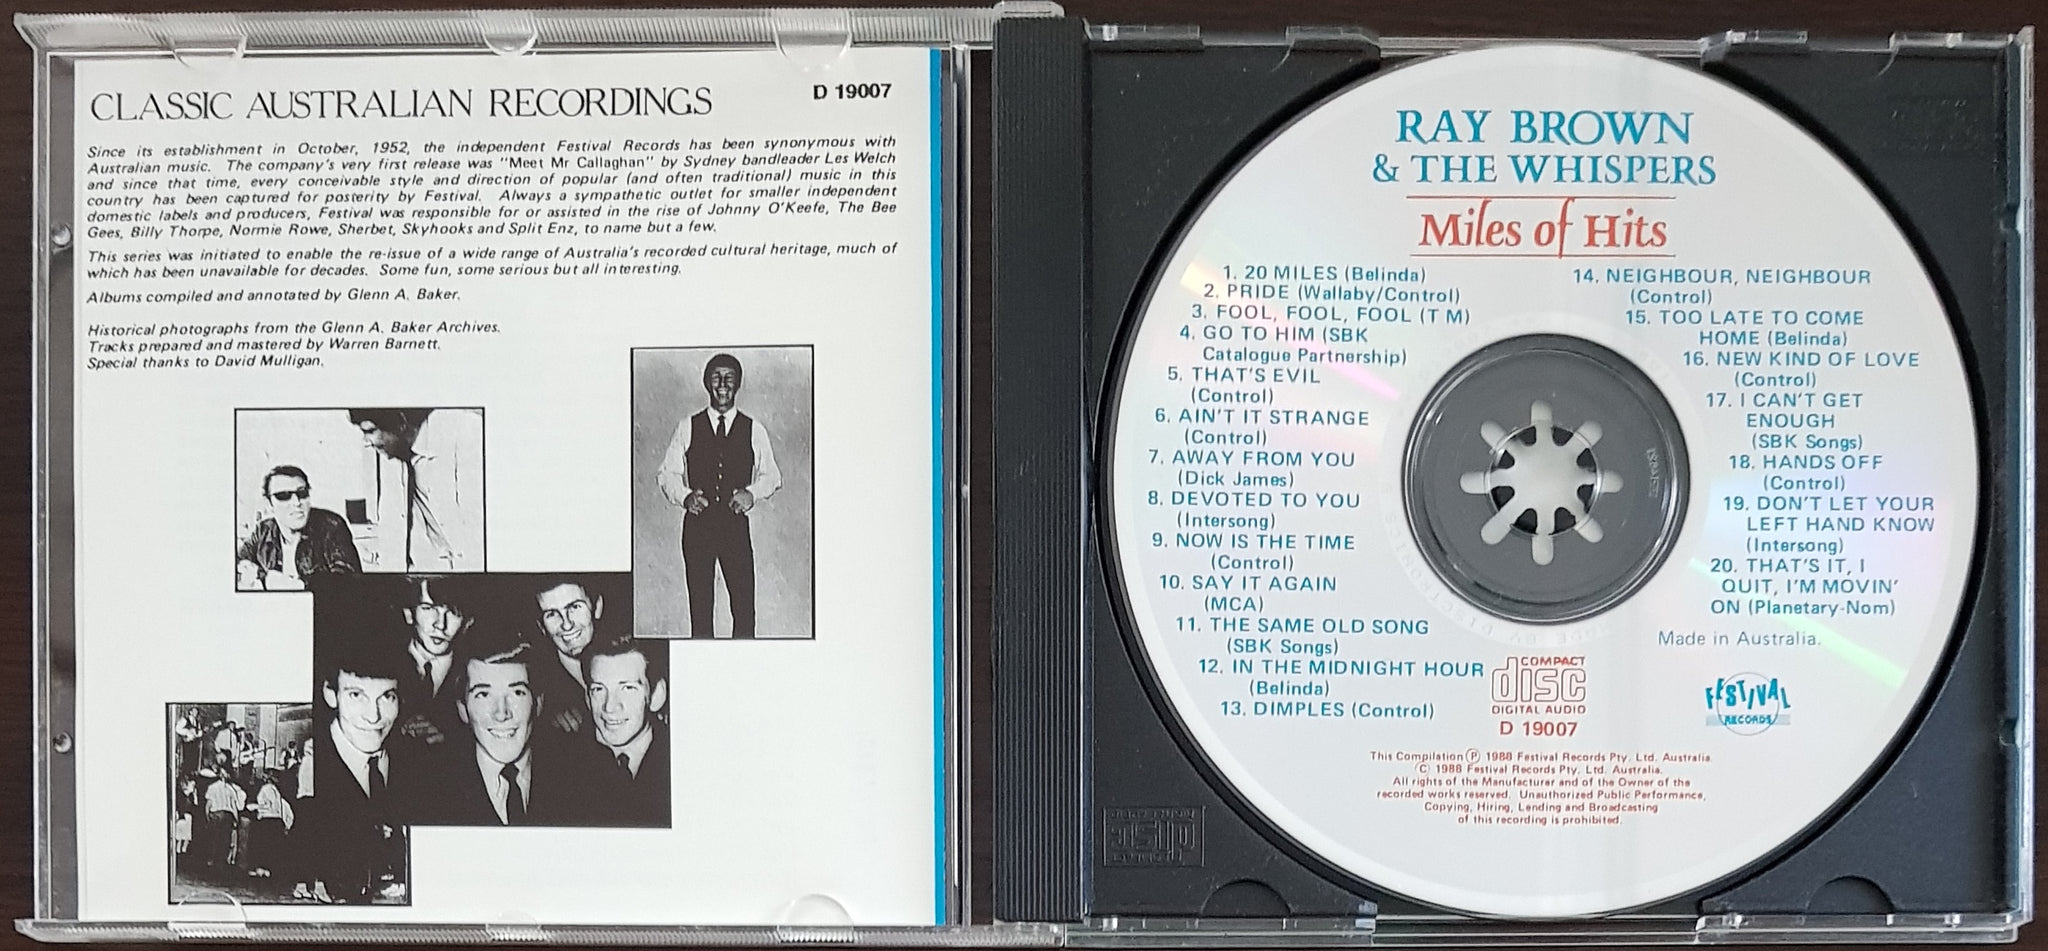 CLASSIC AUSTRALIAN RECORDINGS
D 19007
Since its establishment in October, 1952, the independent Festival Records has been synonymous with
Australian music. The company's very first release was "Meet Mr Callaghan" by Sydney bandleader Les Welch
and since that time, every conceivable style and direction of popular (and often traditional) music in this
country has been captured for posterity by Festival. Always a sympathetic outlet for smaller independent
domestic labels and producers, Festival was responsible for or assisted in the rise of Johnny O'Keefe, The Bee
Gees, Billy Thorpe, Normie Rowe, Sherbet, Skyhooks and Split Enz, to name but a few.
This series was initiated to enable the re-issue of a wide range of Australia's recorded cultural heritage, much of
which has been unavailable for decades. Some fun, some serious but all interesting.
Albums compiled and annotated by Glenn A. Baker.
Historical photographs from the Glenn A. Baker Archives.
Tracks prepared and mastered by Warren Barnett.
Special thanks to David Mulligan.
RAY BROWN
& THE WHISPERS
Miles of Hits
1. 20 MILES (Belinda)
2. PRIDE (Wallaby/Control)
3. FOOL, FOOL, FOOL (T M)
4. GO TO HIM (SBK
Catalogue Partnership)
5. THAT'S EVIL
(Control)
6. AIN'T IT STRANGE
(Control)
7. AWAY FROM YOU
(Dick James)
8. DEVOTED TO YOU
(Intersong)
9. NOW IS THE TIME
(Control)
10. SAY IT AGAIN
(MCA)
11. THE SAME OLD SONG
(SBK Songs)
12. IN THE MIDNIGHT HOUR
(Belinda)
13. DIMPLES (Control)
14. NEIGHBOUR, NEIGHBOUR
(Control)
15. TOO LATE TO COME
HOME (Belinda)
16. NEW KIND OF LOVE
(Control)
17. I CAN'T GET
ENOUGH
(SBK Songs)
18. HANDS OFF
(Control)
19. DON'T LET YOUR
LEFT HAND KNOW
(Intersong)
20. THAT'S IT, I
QUIT, I'M MOVIN'
ON (Planetary-Nom)
Made in Australia.
COMPACT
disc
DIGITAL AUDIO
D 19007
FESTIVAL
RECORDS
This Compilation Ⓟ 1988 Festival Records Pty. Ltd. Australia.
© 1988 Festival Records Pty. Ltd. Australia.
All rights of the Manufacturer and of the Owner of the
recorded works reserved. Unauthorized Public Performance,
Copying, Hiring, Lending and Broadcasting
of this recording is prohibited.
disc